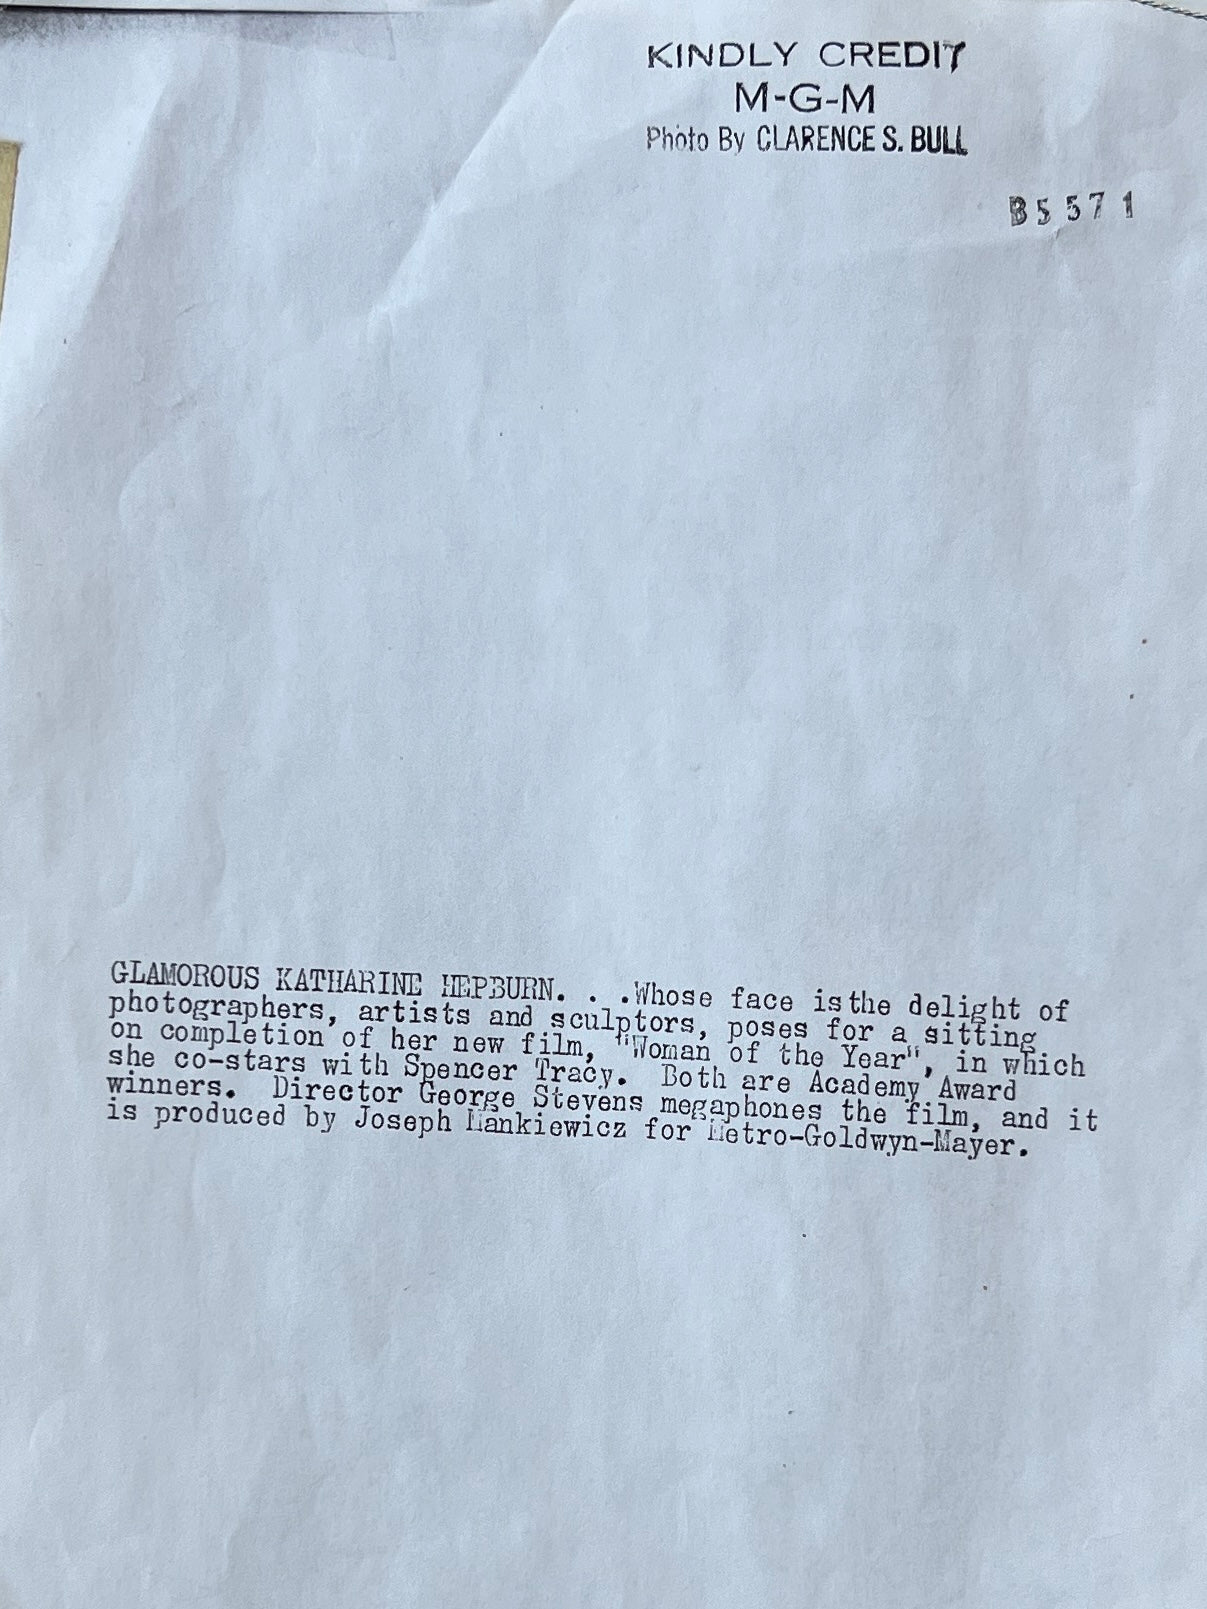 KINDLY CREDIT
M-G-M
Photo By CLARENCE S. BULL
B5571
GLAMOROUS KATHARINE HEPBURN. . .Whose face is the delight of
photographers, artists and sculptors, poses for a sitting
on completion of her new film, "Woman of the Year", in which
she co-stars with Spencer Tracy. Both are Academy Award
winners. Director George Stevens megaphones the film, and it
is produced by Joseph Mankiewicz for Metro-Goldwyn-Mayer.